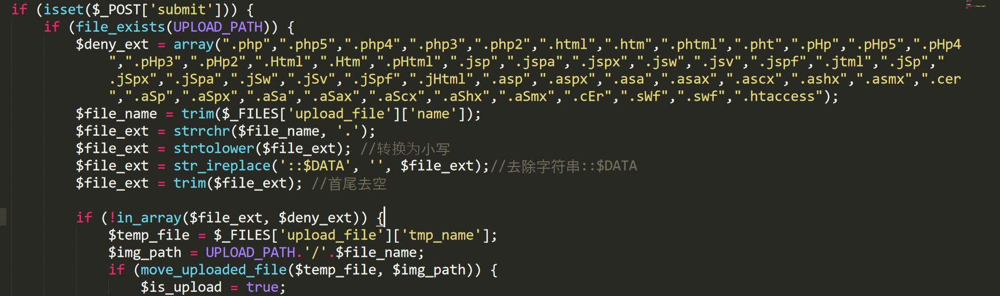 if (isset($_POST['submit'])) {
if (file_exists(UPLOAD_PATH)) {
$deny_ext = array(".php",".php5",".php4",".php3",".php2",".html",".htm",".phtml",".pht",".pHp",".pHp5",".pHp4
",".pHp3",".pHp2",".Html",".Htm",".pHtml",".jsp",".jspa",".jspx",".jsw",".jsv",".jspf",".jtml",".jSp","
.jSpx",".jSpa",".jSw",".jSv",".jSpf",".jHtml",".asp",".aspx",".asa",".asax",".ascx",".ashx",".asmx",".cer
",".aSp",".aSpx",".aSa",".aSax",".aScx",".aShx",".aSmx",".cEr",".sWf",".swf",".htaccess");
$file_name = trim($_FILES['upload_file']['name']);
$file_ext = strrchr($file_name, '.');
$file_ext = strtolower($file_ext); //转换为小写
$file_ext = str_ireplace('::$DATA', '', $file_ext);//去除字符串::$DATA
$file_ext = trim($file_ext); //首尾去空
if (!in_array($file_ext, $deny_ext)) {
$temp_file = $_FILES['upload_file']['tmp_name'];
$img_path = UPLOAD_PATH.'/'.$file_name;
if (move_uploaded_file($temp_file, $img_path)) {
$is_upload = true;